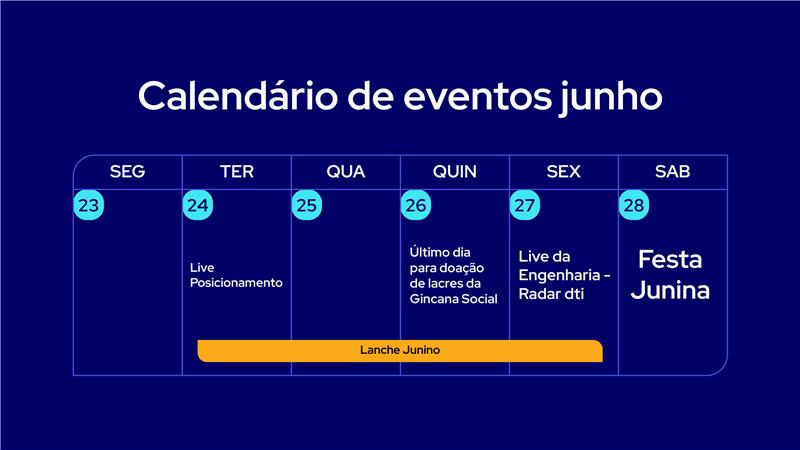 Calendário de eventos junho
SEG
TER
QUA
QUIN
SEX
SAB
23
24
25
26
27
28
Live
Posicionamento
Último dia
para doação
de lacres da
Gincana Social
Live da
Engenharia -
Radar dti
Festa
Junina
Lanche Junino